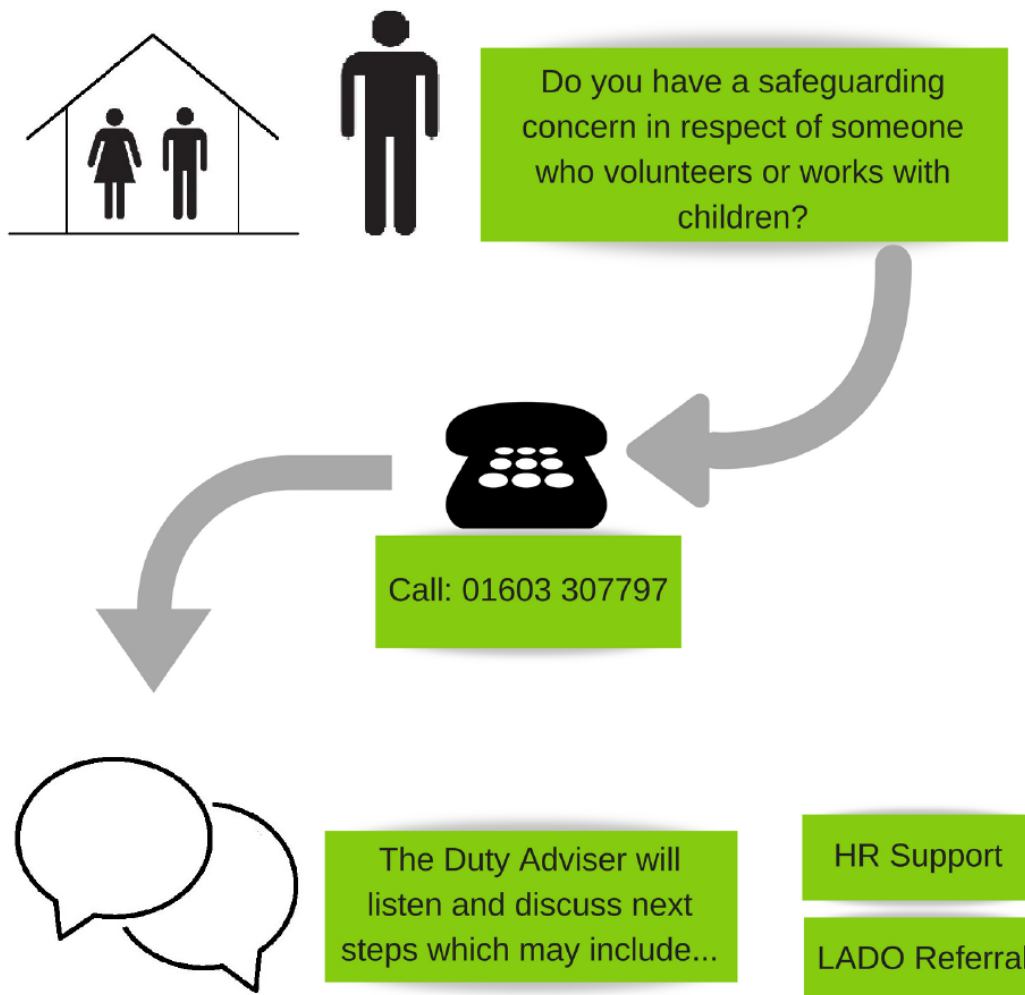 Do you have a safeguarding
concern in respect of someone
who volunteers or works with
children?
Call: 01603 307797
The Duty Adviser will
listen and discuss next
steps which may include...
HR Support
LADO Referral